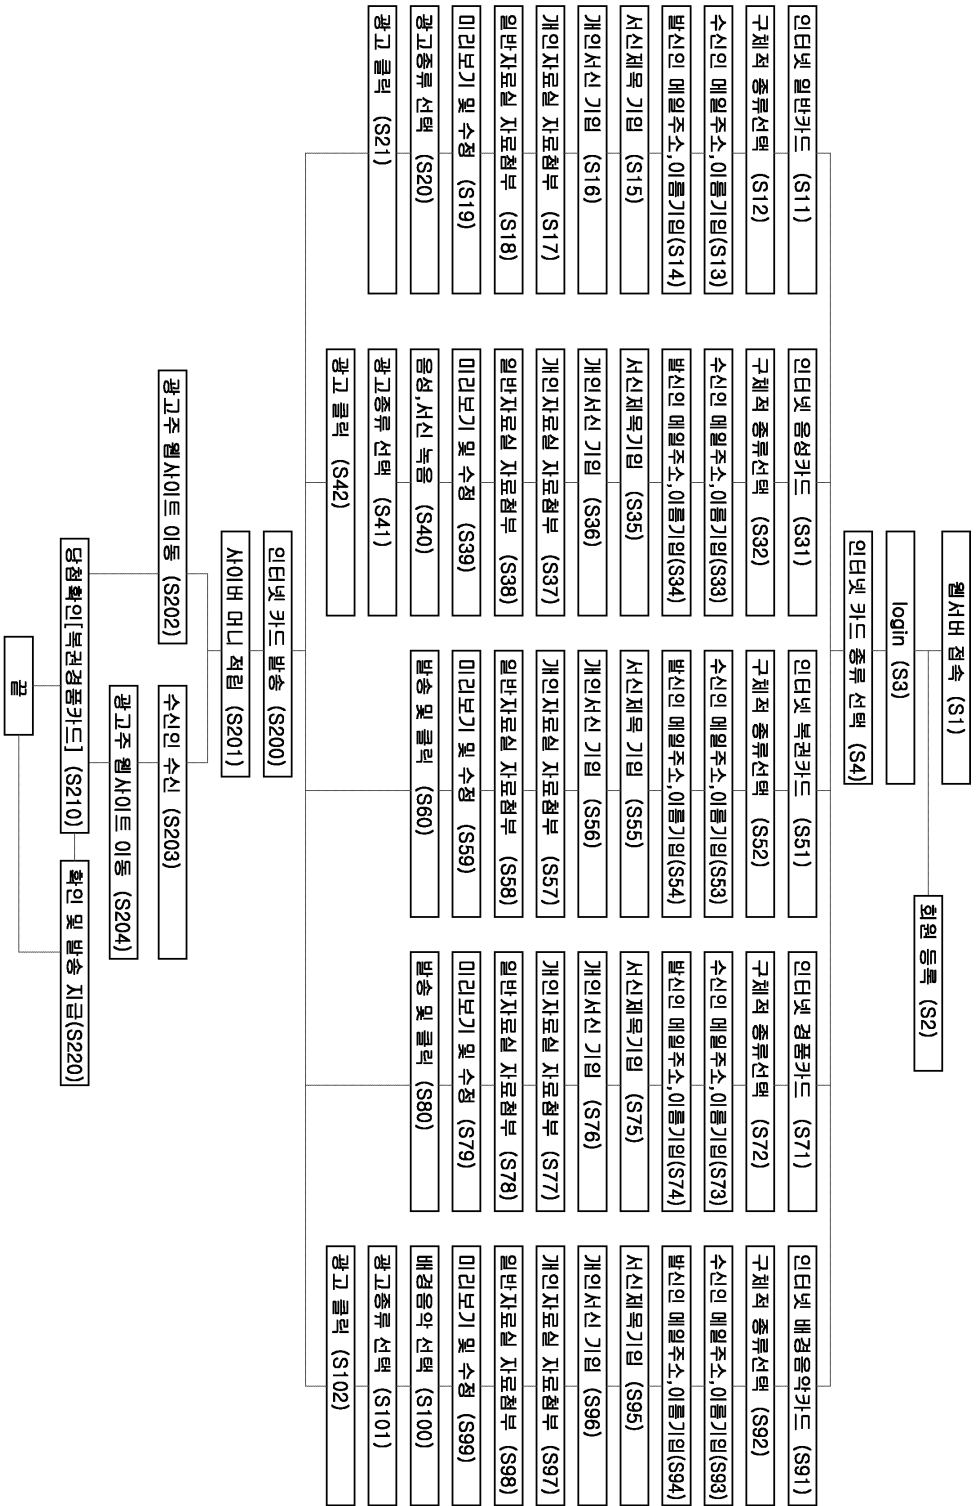 웹서버 접속 (S1)
회원 등록 (S2)
login (S3)
인터넷 카드 종류 선택 (S4)
인터넷 일반카드 (S11)
구체적 종류선택 (S12)
수신인 메일주소,이름기입(S13)
발신인 메일주소,이름기입(S14)
서신제목 기입 (S15)
개인서신 기입 (S16)
개인자료실 자료첨부 (S17)
일반자료실 자료첨부 (S18)
미리보기 및 수정 (S19)
광고종류 선택 (S20)
광고 클릭 (S21)
인터넷 음성카드 (S31)
구체적 종류선택 (S32)
수신인 메일주소,이름기입(S33)
발신인 메일주소,이름기입(S34)
서신제목기입 (S35)
개인서신 기입 (S36)
개인자료실 자료첨부 (S37)
일반자료실 자료첨부 (S38)
미리보기 및 수정 (S39)
음성,서신 녹음 (S40)
광고종류 선택 (S41)
광고 클릭 (S42)
인터넷 복권카드 (S51)
구체적 종류선택 (S52)
수신인 메일주소,이름기입(S53)
발신인 메일주소,이름기입(S54)
서신제목 기입 (S55)
개인서신 기입 (S56)
개인자료실 자료첨부 (S57)
일반자료실 자료첨부 (S58)
미리보기 및 수정 (S59)
발송 및 클릭 (S60)
인터넷 경품카드 (S71)
구체적 종류선택 (S72)
수신인 메일주소,이름기입(S73)
발신인 메일주소,이름기입(S74)
서신제목기입 (S75)
개인서신 기입 (S76)
개인자료실 자료첨부 (S77)
일반자료실 자료첨부 (S78)
미리보기 및 수정 (S79)
발송 및 클릭 (S80)
인터넷 배경음악카드 (S91)
구체적 종류선택 (S92)
수신인 메일주소,이름기입(S93)
발신인 메일주소,이름기입(S94)
서신제목기입 (S95)
개인서신 기입 (S96)
개인자료실 자료첨부 (S97)
일반자료실 자료첨부 (S98)
미리보기 및 수정 (S99)
배경음악 선택 (S100)
광고종류 선택 (S101)
광고 클릭 (S102)
인터넷 카드 발송 (S200)
사이버 머니 적립 (S201)
광고주 웹사이트 이동 (S202)
수신인 수신 (S203)
광고주 웹사이트 이동 (S204)
당첨확인[복권경품카드] (S210)
확인 및 발송 지급(S220)
끝